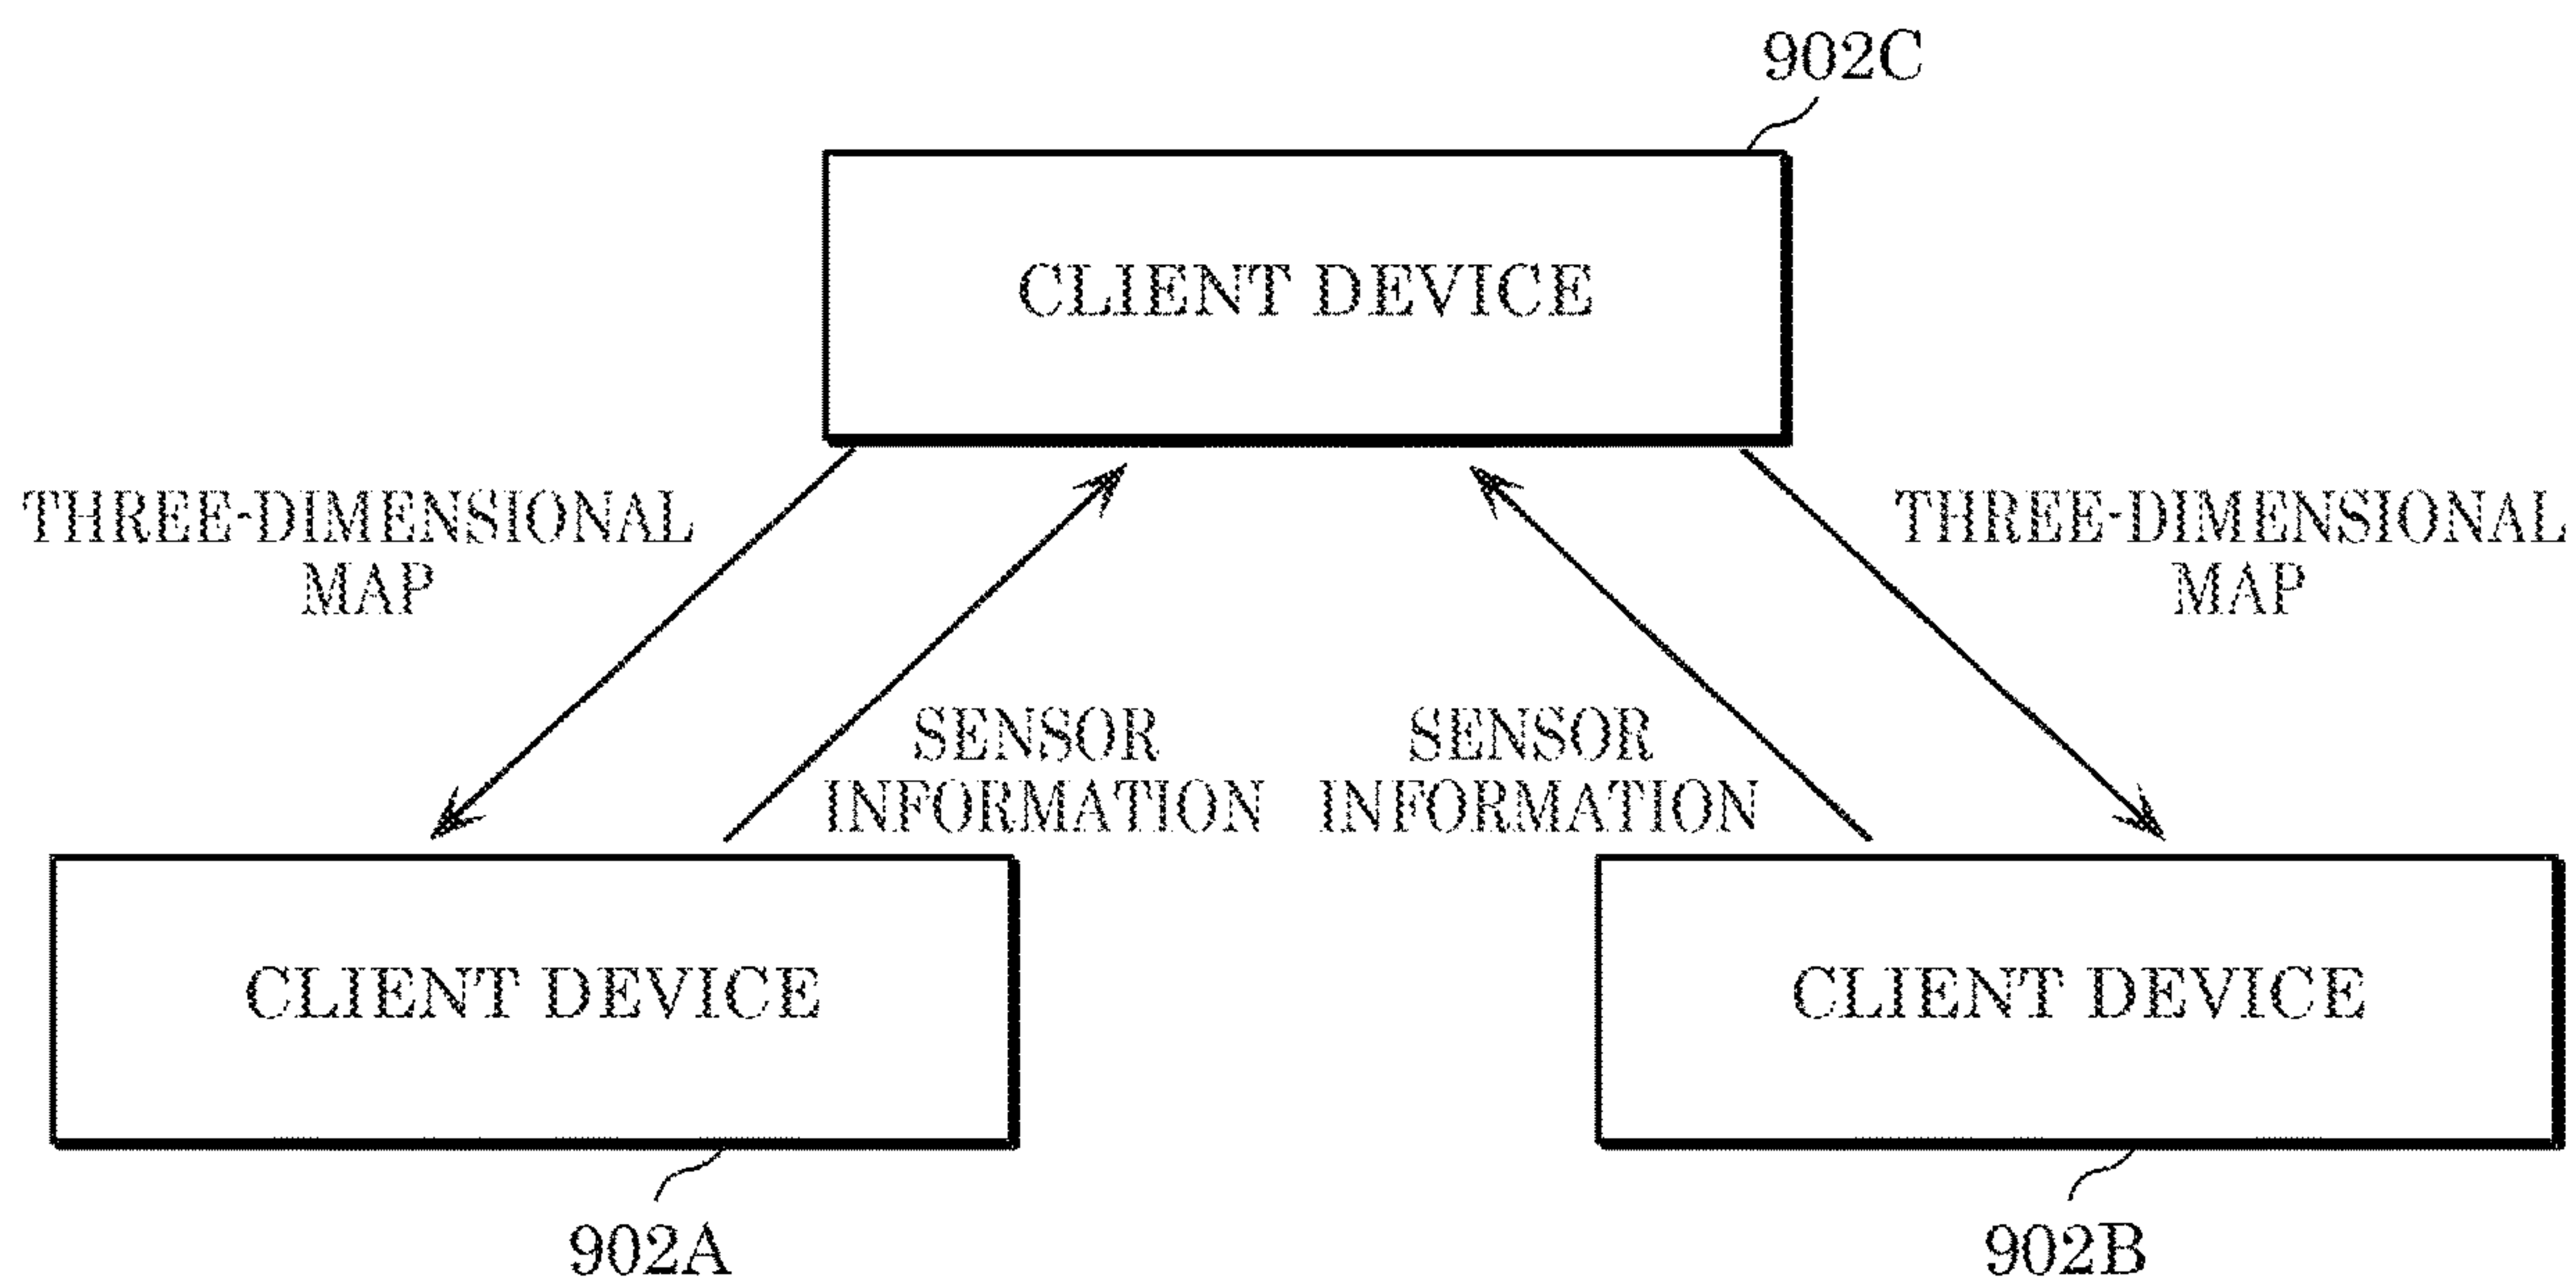 902C
CLIENT DEVICE
THREE-DIMENSIONAL
MAP
THREE-DIMENSIONAL
MAP
SENSOR
INFORMATION
SENSOR
INFORMATION
CLIENT DEVICE
CLIENT DEVICE
902A
902B